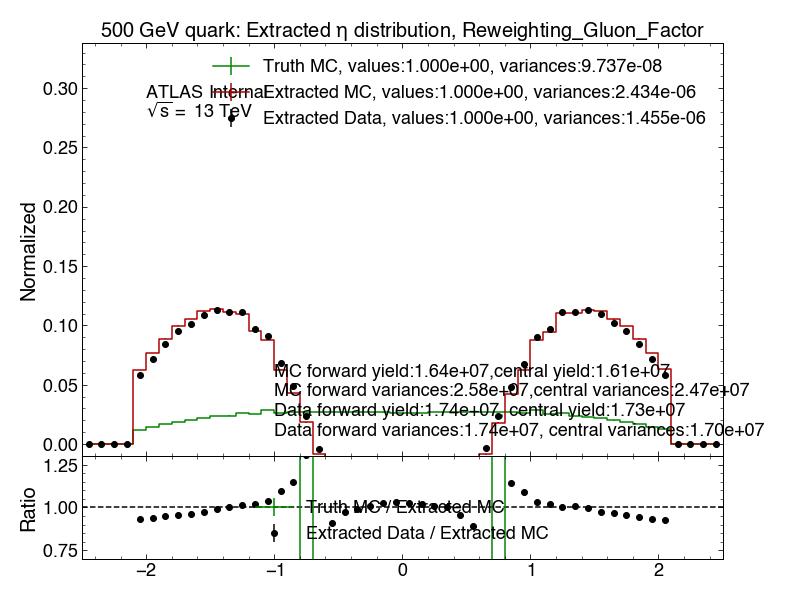 500 GeV quark: Extracted η distribution, Reweighting_Gluon_Factor
Truth MC, values:1.000e+00, variances:9.737e-08
ATLAS Internal
Extracted MC, values:1.000e+00, variances:2.434e-06
√s = 13 TeV
Extracted Data, values:1.000e+00, variances:1.455e-06
Normalized
0.30
0.25
0.20
0.15
0.10
0.05
0.00
MC forward yield:1.64e+07,central yield:1.61e+07
MC forward variances:2.58e+07,central variances:2.47e+07
Data forward yield:1.74e+07, central yield:1.73e+07
Data forward variances:1.74e+07, central variances:1.70e+07
Ratio
1.25
1.00
0.75
Truth MC / Extracted MC
Extracted Data / Extracted MC
−2 −1 0 1 2